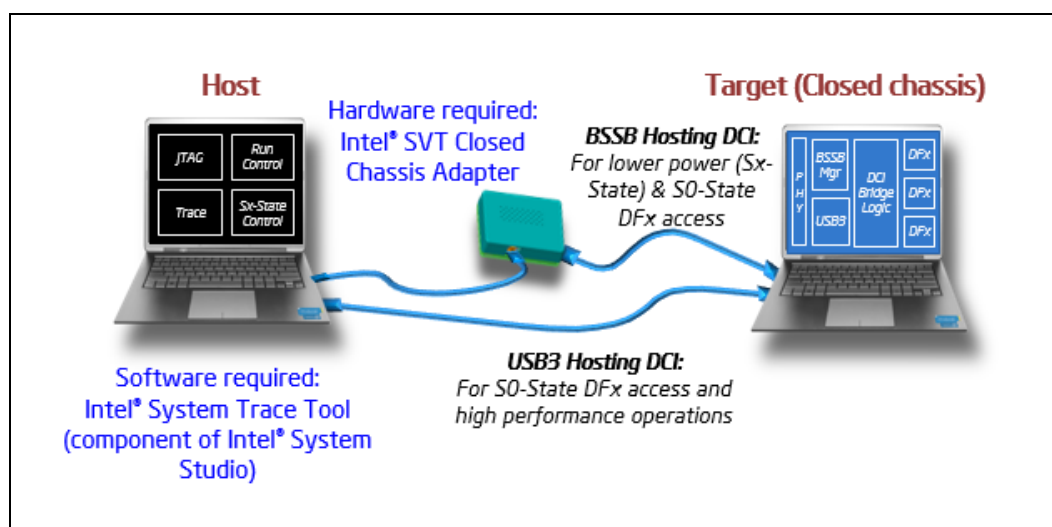 Host
Target (Closed chassis)
Hardware required:
Intel® SVT Closed
Chassis Adapter
BSSB Hosting DCI:
For lower power (Sx-
State) & S0-State
DFx access
JTAG
Run
Control
Trace
Sx-State
Control
P
H
Y
BSSB
Mgr
USB3
DCI
Bridge
Logic
DFx
DFx
DFx
USB3 Hosting DCI:
For S0-State DFx access and
high performance operations
Software required:
Intel® System Trace Tool
(component of Intel® System
Studio)